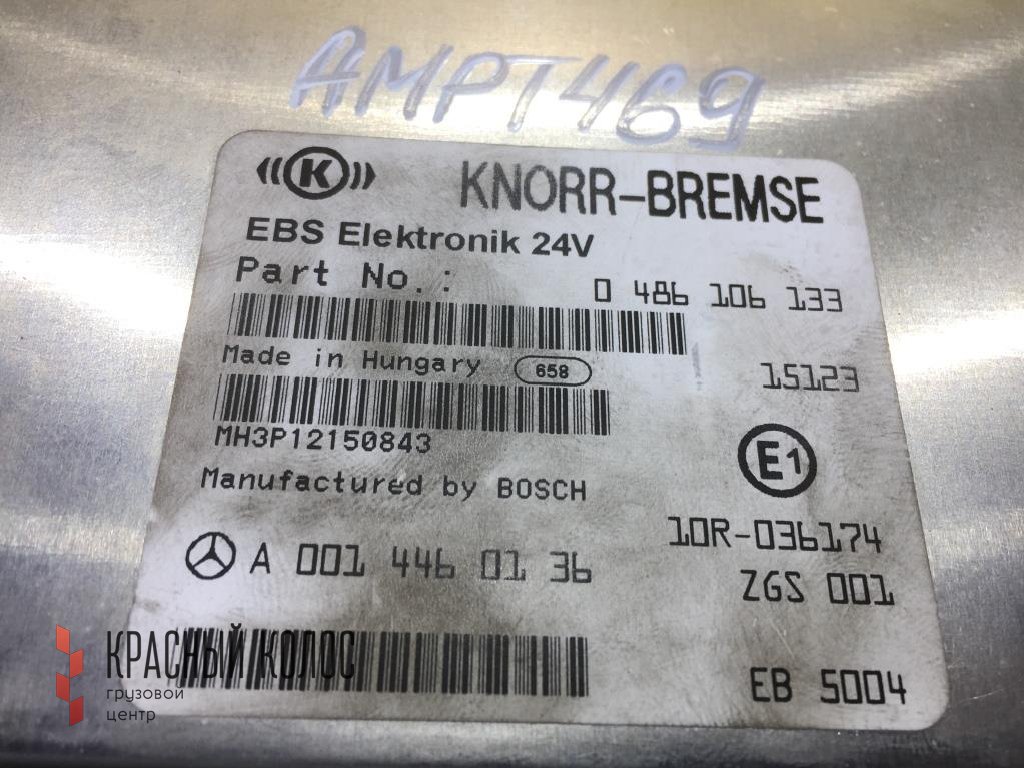 AMPT469
K KNORR-BREMSE
EBS Elektronik 24V
Part No.: 0 486 106 133
Made in Hungary 658
15123
MH3P12150843
E1
Manufactured by BOSCH
10R-036174
A 001 446 01 36
ZGS 001
EB 5004
КРАСНЫЙ КОЛОС
грузовой
центр